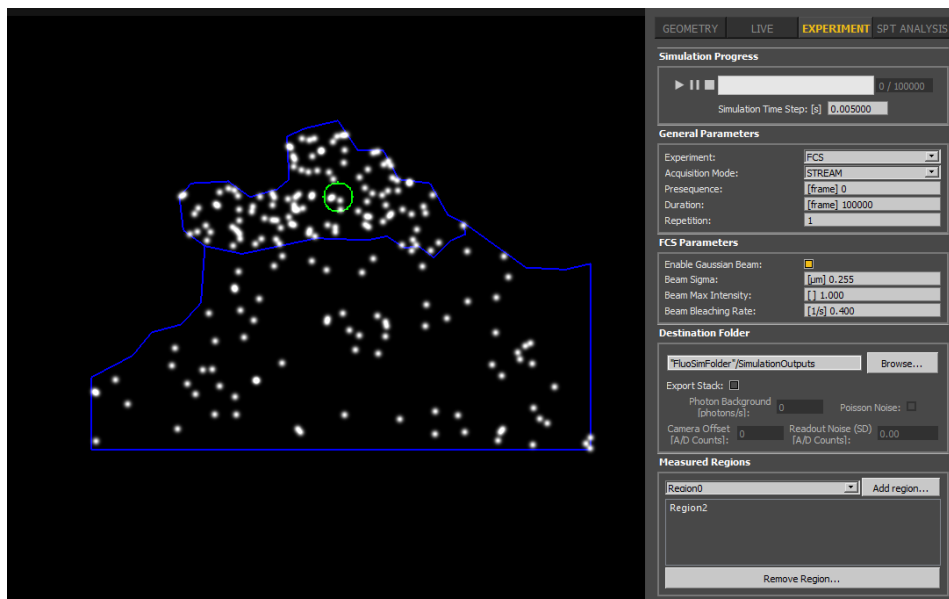 GEOMETRY LIVE EXPERIMENT SPT ANALYSIS
Simulation Progress
0 / 100000
Simulation Time Step: [s] 0.005000
General Parameters
Experiment: FCS
Acquisition Mode: STREAM
Presequence: [frame] 0
Duration: [frame] 100000
Repetition: 1
FCS Parameters
Enable Gaussian Beam:
Beam Sigma: [µm] 0.255
Beam Max Intensity: [ ] 1.000
Beam Bleaching Rate: [1/s] 0.400
Destination Folder
"FluoSimFolder"/SimulationOutputs Browse...
Export Stack:
Photon Background
[photons/s]: 0 Poisson Noise:
Camera Offset
[A/D Counts]: 0 Readout Noise (SD)
[A/D Counts]: 0.00
Measured Regions
Region0 Add region...
Region2
Remove Region...